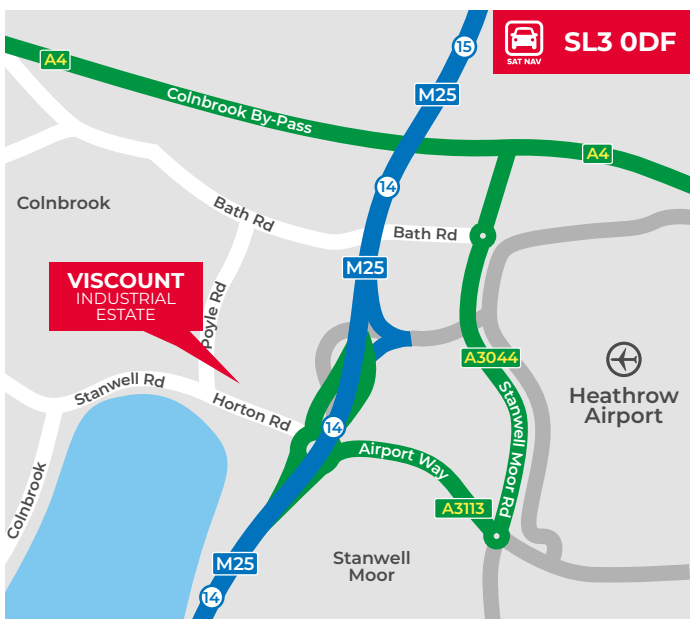 15
SAT NAV
SL3 0DF
A4
M25
Colnbrook By-Pass
A4
14
Colnbrook
Bath Rd
Bath Rd
M25
VISCOUNT
INDUSTRIAL
ESTATE
Poyle Rd
A3044
Stanwell Rd
Horton Rd
Stanwell Moor Rd
Heathrow
Airport
14
Airport Way
Colnbrook
A3113
Stanwell
Moor
M25
14